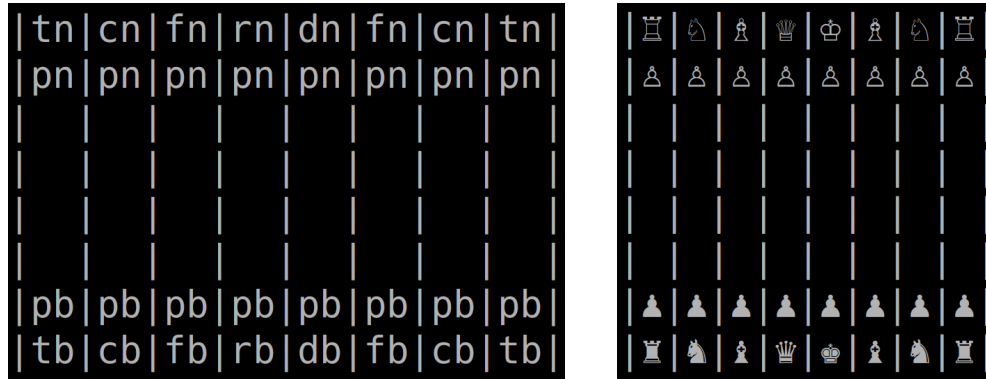 |tn|cn|fn|rn|dn|fn|cn|tn|
|pn|pn|pn|pn|pn|pn|pn|pn|
|  |  |  |  |  |  |  |  |
|  |  |  |  |  |  |  |  |
|  |  |  |  |  |  |  |  |
|  |  |  |  |  |  |  |  |
|pb|pb|pb|pb|pb|pb|pb|pb|
|tb|cb|fb|rb|db|fb|cb|tb|
|♖|♘|♗|♕|♔|♗|♘|♖|
|♙|♙|♙|♙|♙|♙|♙|♙|
| | | | | | | | |
| | | | | | | | |
| | | | | | | | |
| | | | | | | | |
|♟|♟|♟|♟|♟|♟|♟|♟|
|♜|♞|♝|♛|♚|♝|♞|♜|